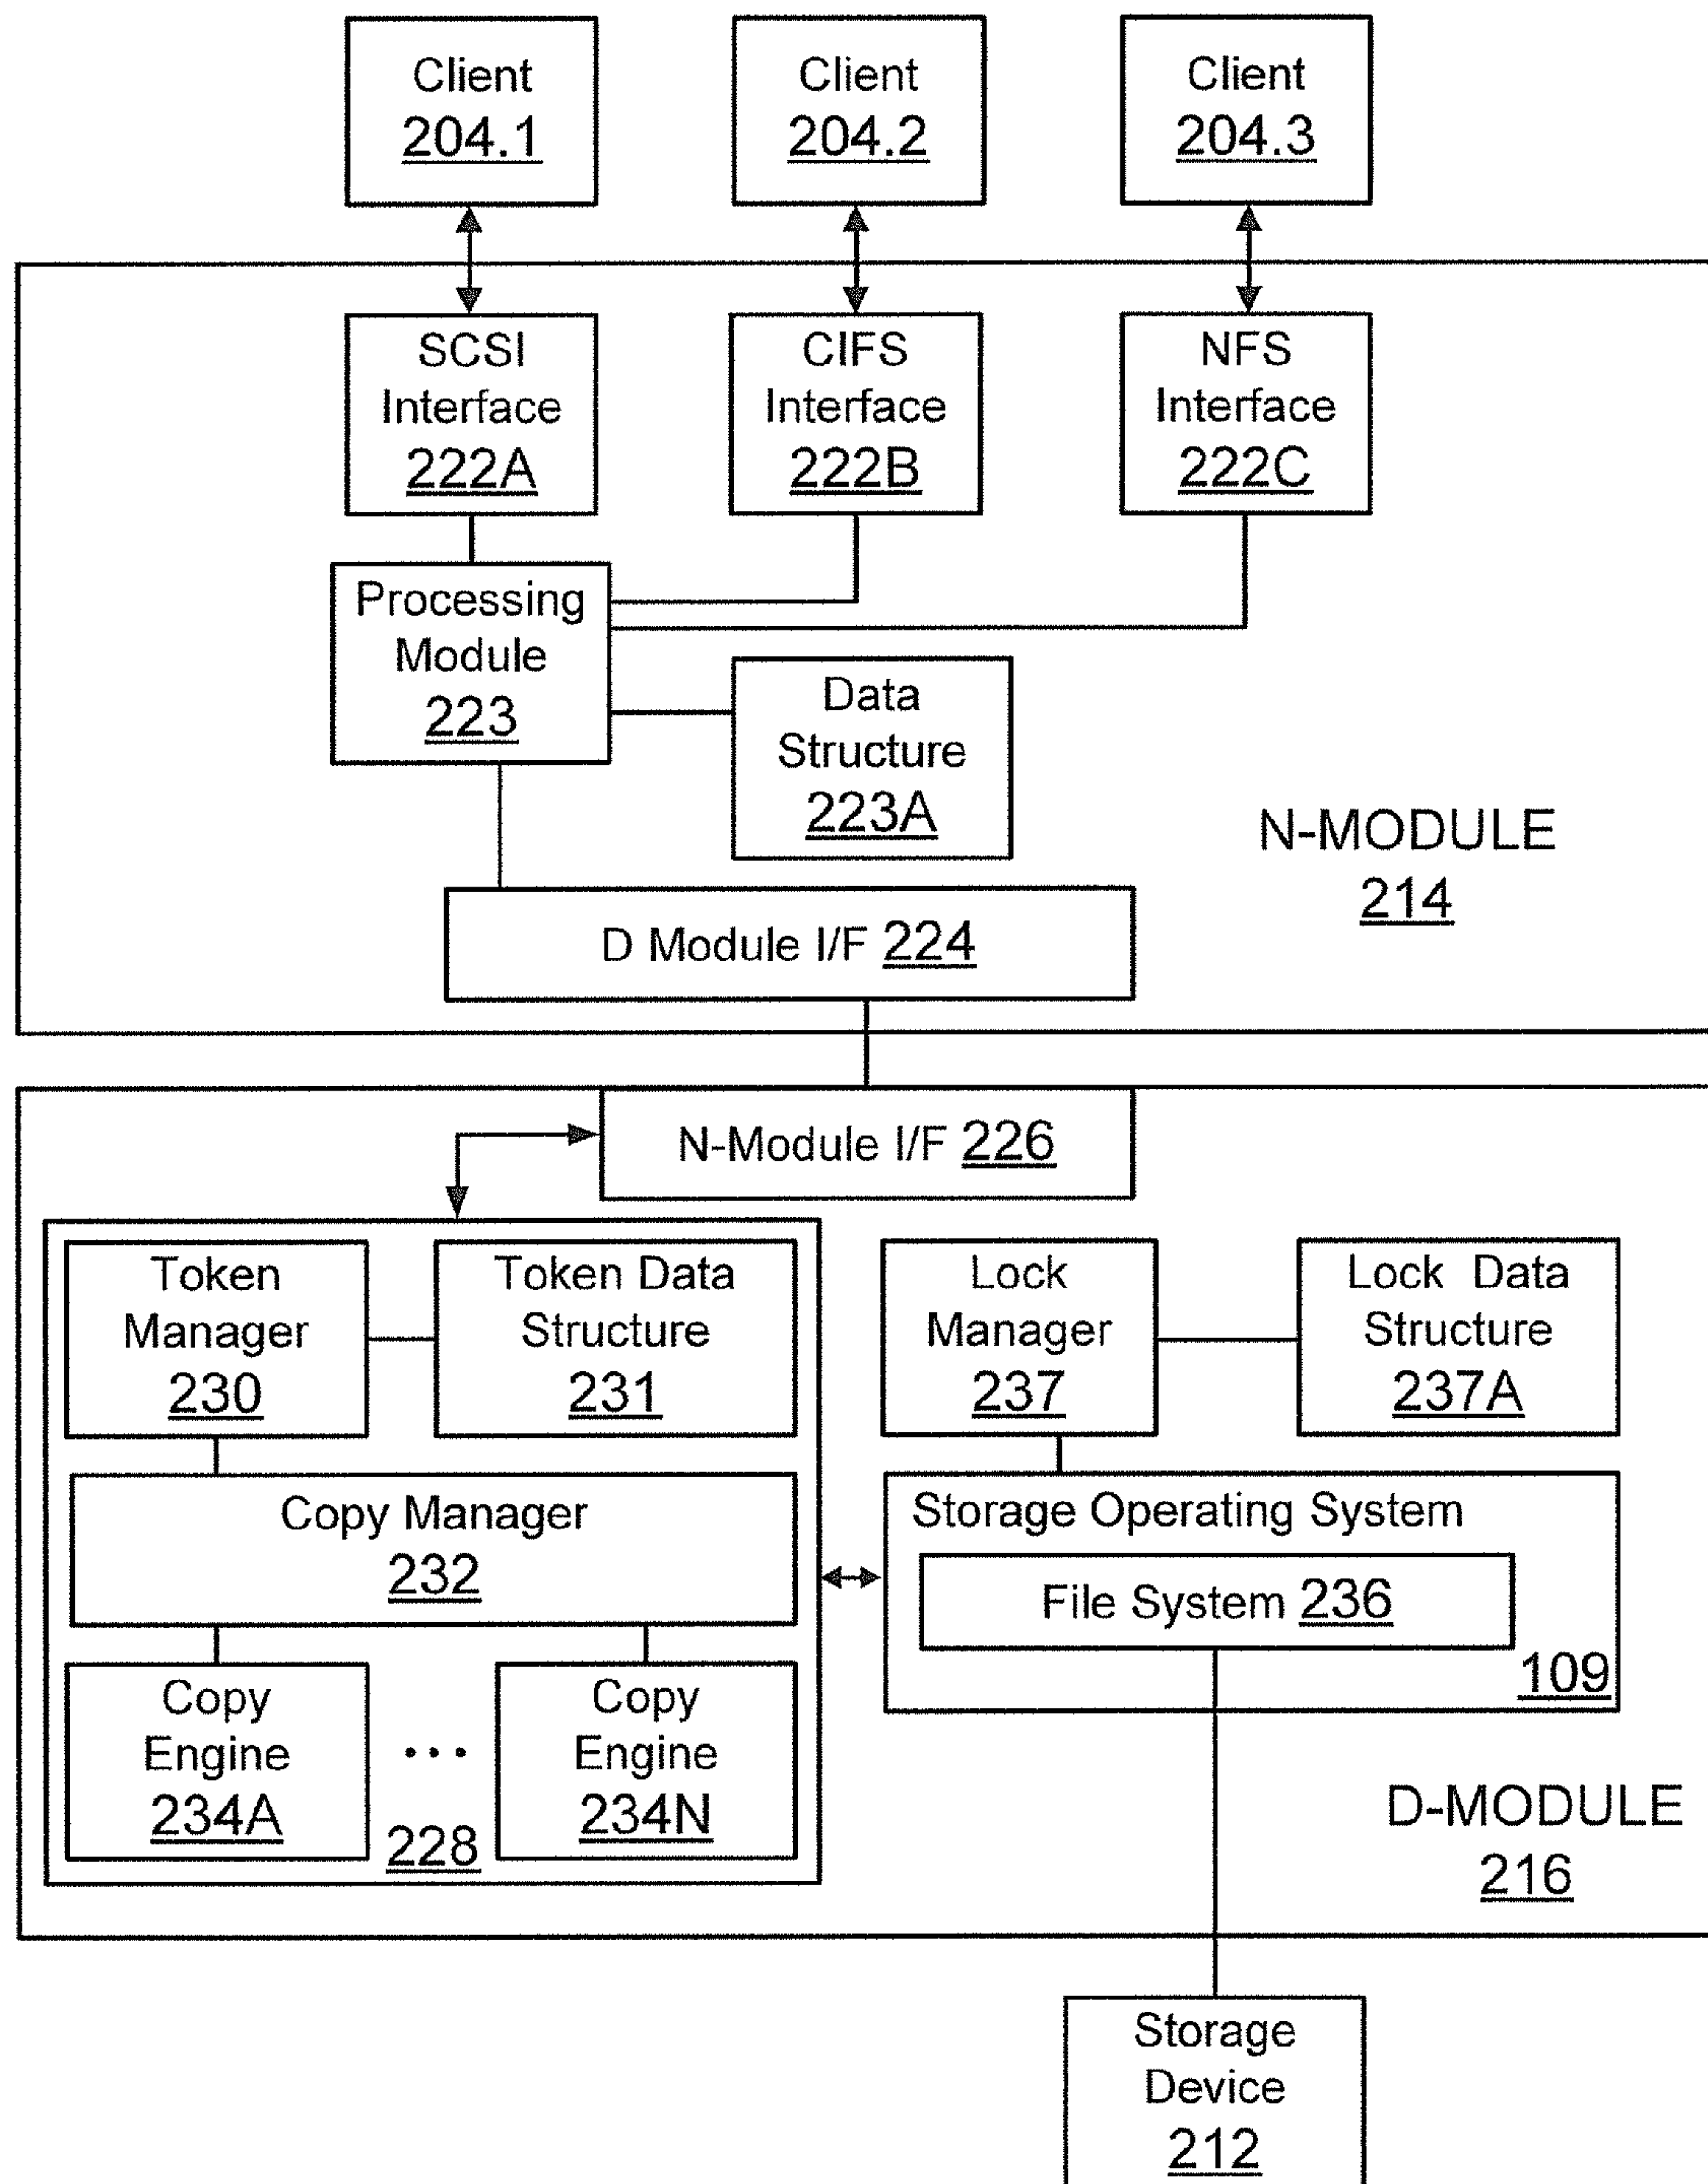 Client
204.1
Client
204.2
Client
204.3
SCSI
Interface
222A
CIFS
Interface
222B
NFS
Interface
222C
Processing
Module
223
Data
Structure
223A
N-MODULE
214
D Module I/F 224
N-Module I/F 226
Token
Manager
230
Token Data
Structure
231
Lock
Manager
237
Lock Data
Structure
237A
Copy Manager
232
Storage Operating System
File System 236
109
Copy
Engine
234A
...
Copy
Engine
234N
228
D-MODULE
216
Storage
Device
212